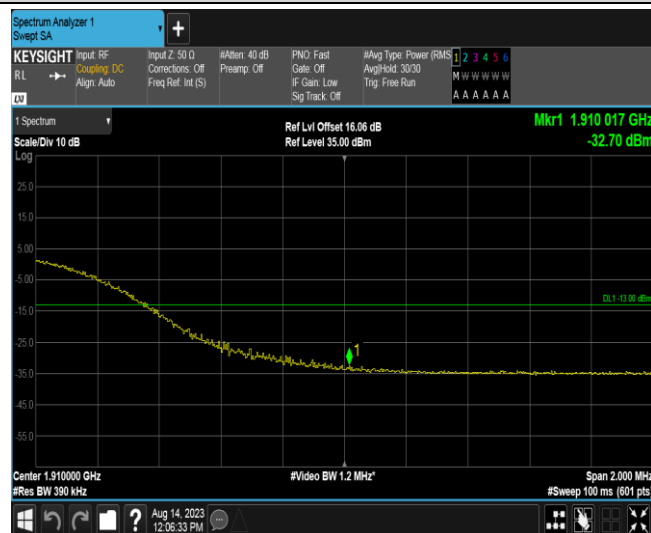 Spectrum Analyzer 1
Swept SA
KEYSIGHT
RL
LXI
Input: RF
Coupling: DC
Align: Auto
Input Z: 50 Ω
Corrections: Off
Freq Ref: Int (S)
#Atten: 40 dB
Preamp: Off
PNO: Fast
Gate: Off
IF Gain: Low
Sig Track: Off
#Avg Type: Power (RMS
Avg|Hold: 30/30
Trig: Free Run
1 2 3 4 5 6
M W W W W W
A A A A A A
1 Spectrum
Scale/Div 10 dB
Log
Ref Lvl Offset 16.06 dB
Ref Level 35.00 dBm
Mkr1 1.910 017 GHz
-32.70 dBm
25.0
15.0
5.00
-5.00
DL1 -13.00 dBm
-15.0
-25.0
1
-35.0
-45.0
-55.0
Center 1.910000 GHz
#Video BW 1.2 MHz*
Span 2.000 MHz
#Res BW 390 kHz
#Sweep 100 ms (601 pts)
Aug 14, 2023
12:06:33 PM